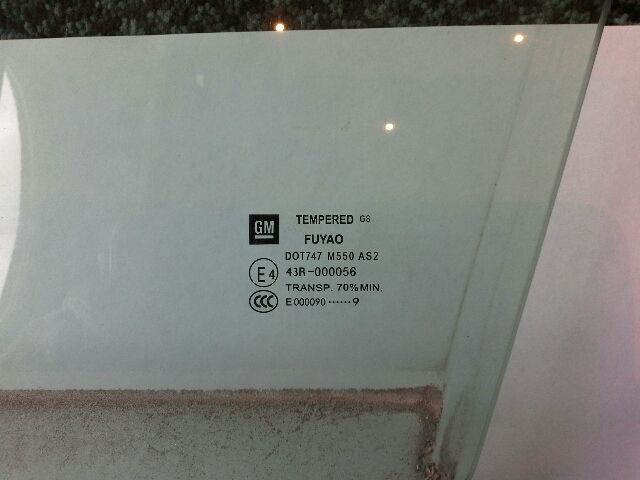 GM TEMPERED GS
FUYAO
DOT747 M550 AS2
E4 43R-000056
TRANSP. 70%MIN.
CCC E000090 ······ 9